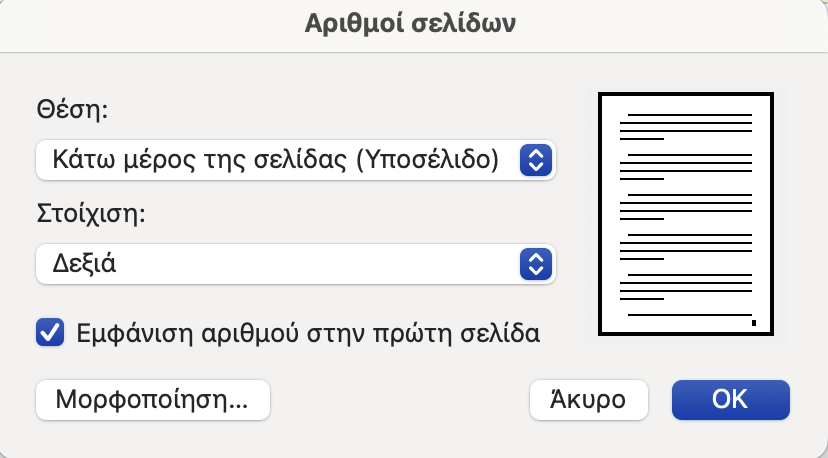 Αριθμοί σελίδων
Θέση:
Κάτω μέρος της σελίδας (Υποσέλιδο)
Στοίχιση:
Δεξιά
Εμφάνιση αριθμού στην πρώτη σελίδα
Μορφοποίηση...
Άκυρο
OK